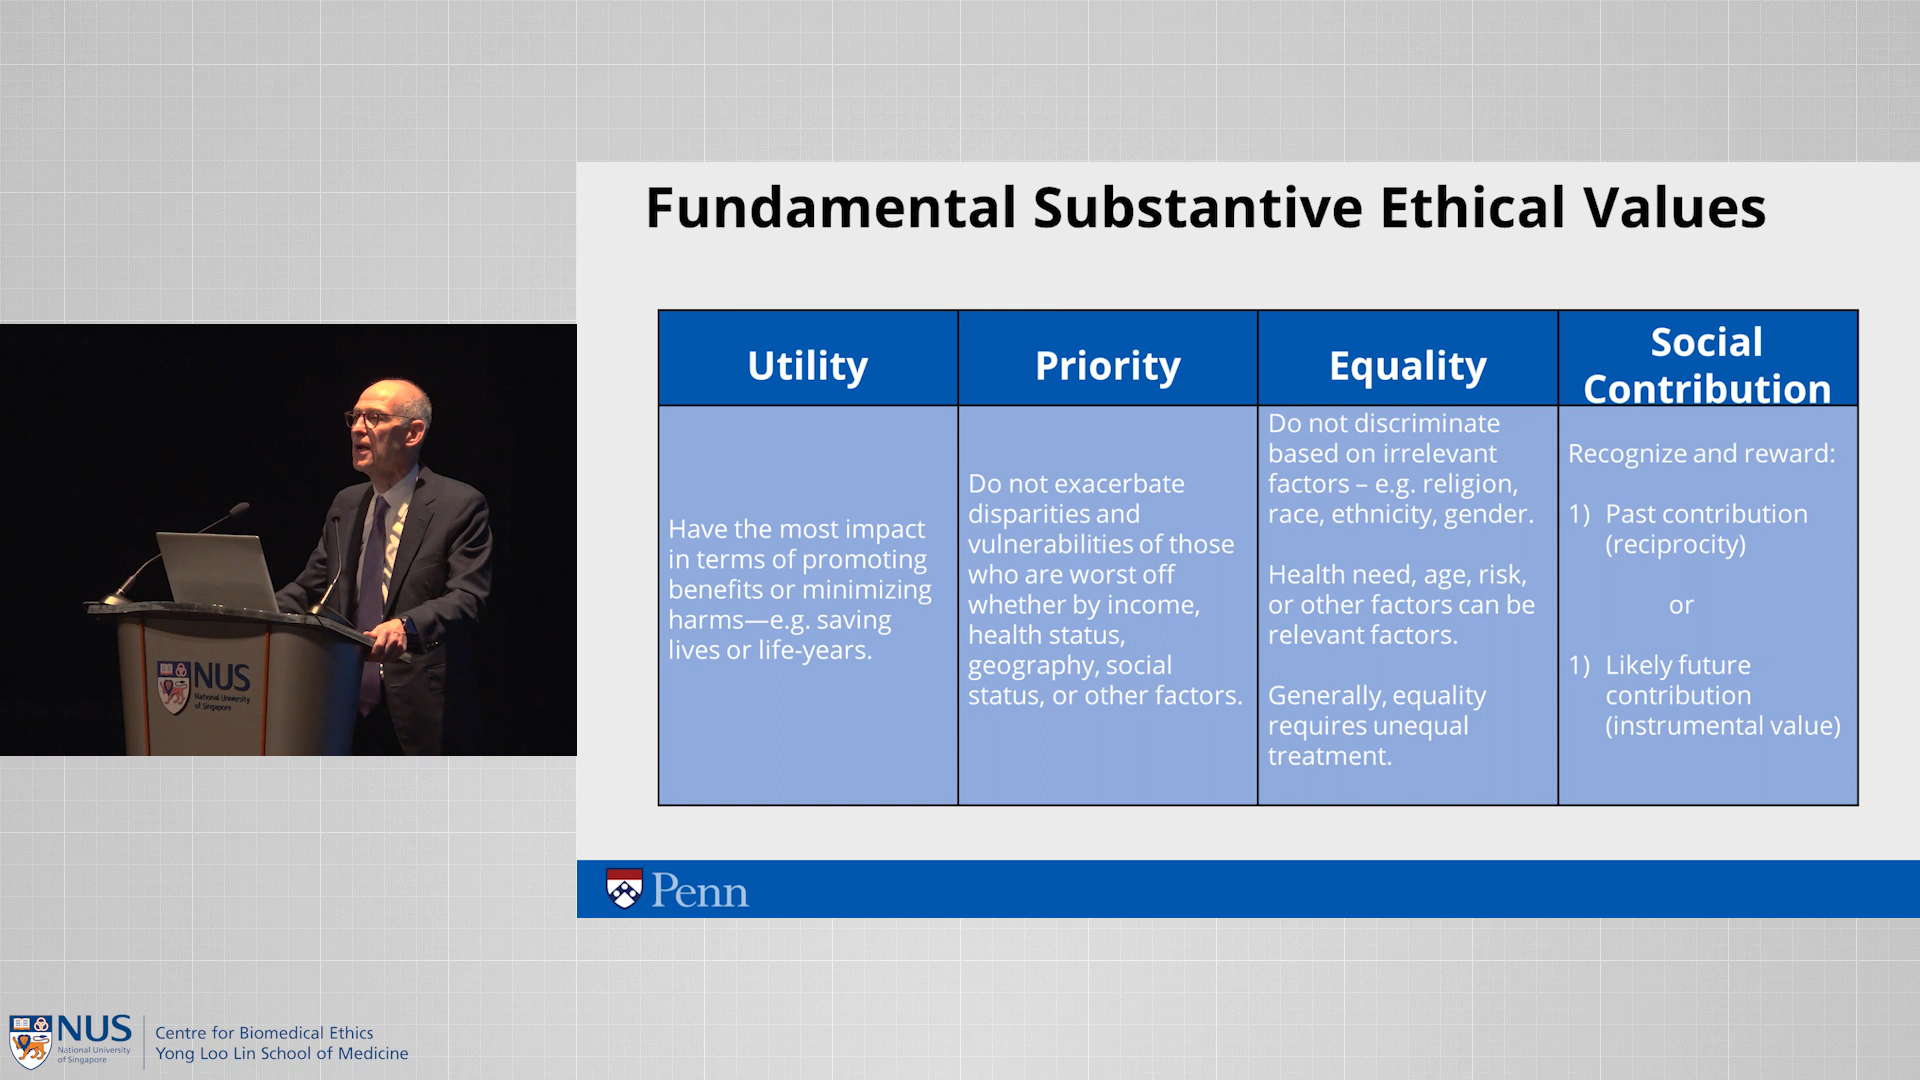 Fundamental Substantive Ethical Values
Utility
Priority
Equality
Social
Contribution
Have the most impact
in terms of promoting
benefits or minimizing
harms—e.g. saving
lives or life-years.
Do not exacerbate
disparities and
vulnerabilities of those
who are worst off
whether by income,
health status,
geography, social
status, or other factors.
Do not discriminate
based on irrelevant
factors – e.g. religion,
race, ethnicity, gender.
Health need, age, risk,
or other factors can be
relevant factors.
Generally, equality
requires unequal
treatment.
Recognize and reward:
1) Past contribution
(reciprocity)
or
1) Likely future
contribution
(instrumental value)
Penn
NUS
National University
of Singapore
NUS
National University
of Singapore
Centre for Biomedical Ethics
Yong Loo Lin School of Medicine